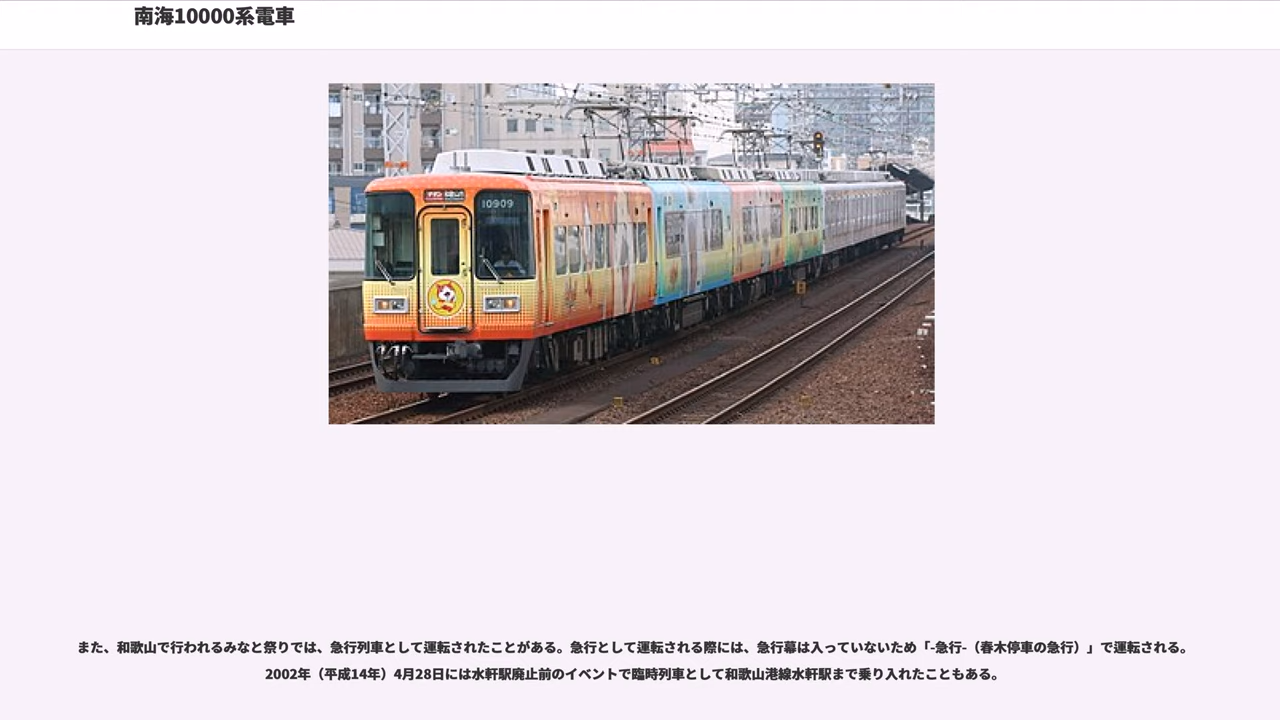 南海10000系電車
10909
また、和歌山で行われるみなと祭りでは、急行列車として運転されたことがある。急行として運転される際には、急行幕は入っていないため「-急行-（春木停車の急行）」で運転される。
2002年（平成14年）4月28日には水軒駅廃止前のイベントで臨時列車として和歌山港線水軒駅まで乗り入れたこともある。